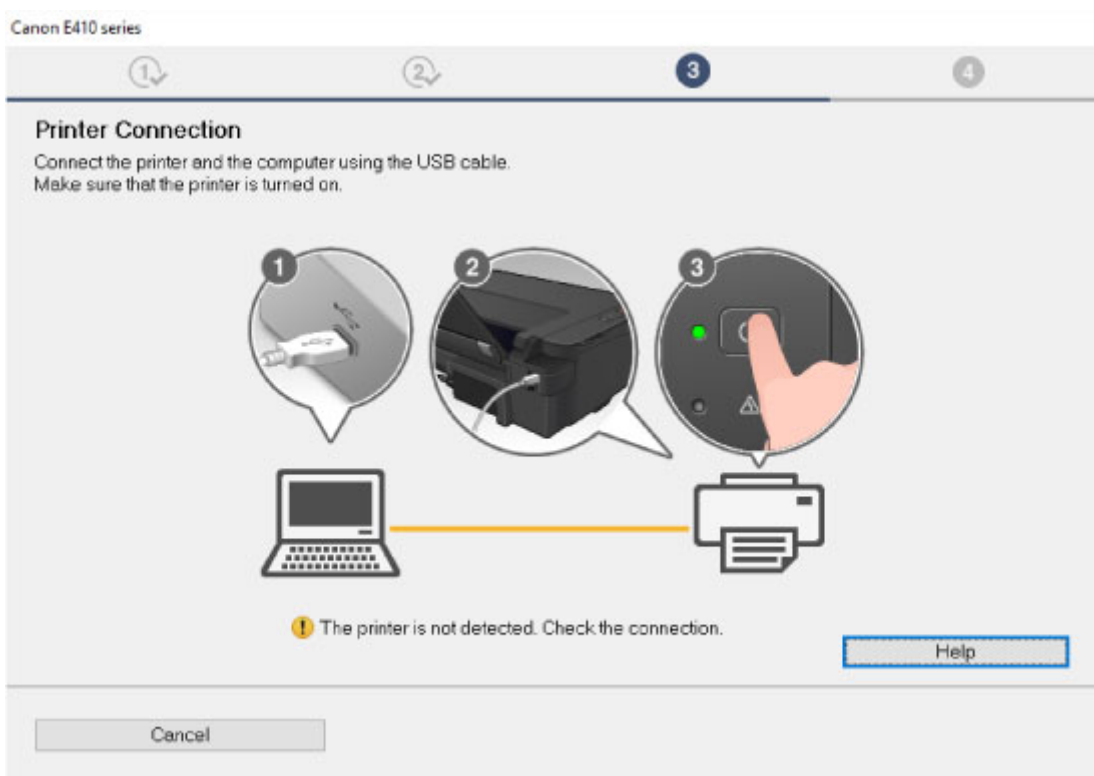 Canon E410 series
1
2
3
4
Printer Connection
Connect the printer and the computer using the USB cable.
Make sure that the printer is turned on.
1
2
3
The printer is not detected. Check the connection.
Help
Cancel